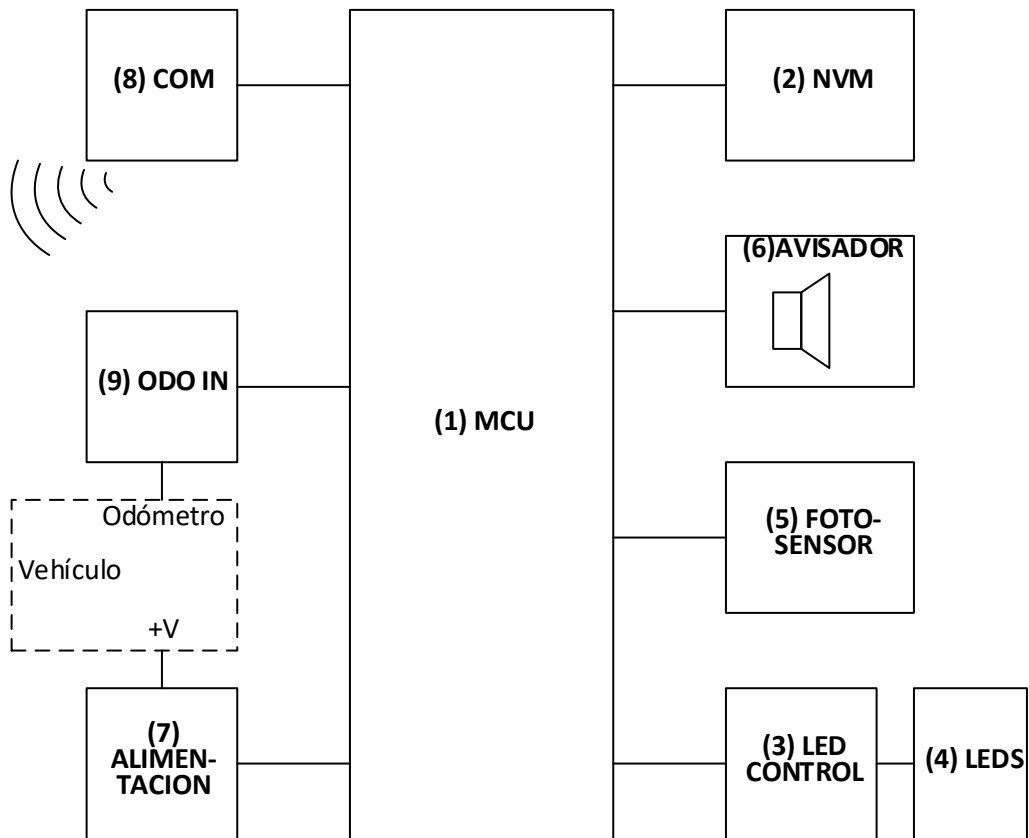 (8) COM
(2) NVM
(6)AVISADOR
(9) ODO IN
(1) MCU
Odómetro
Vehículo
+V
(5) FOTO-
SENSOR
(7)
ALIMEN-
TACION
(3) LED
CONTROL
(4) LEDS